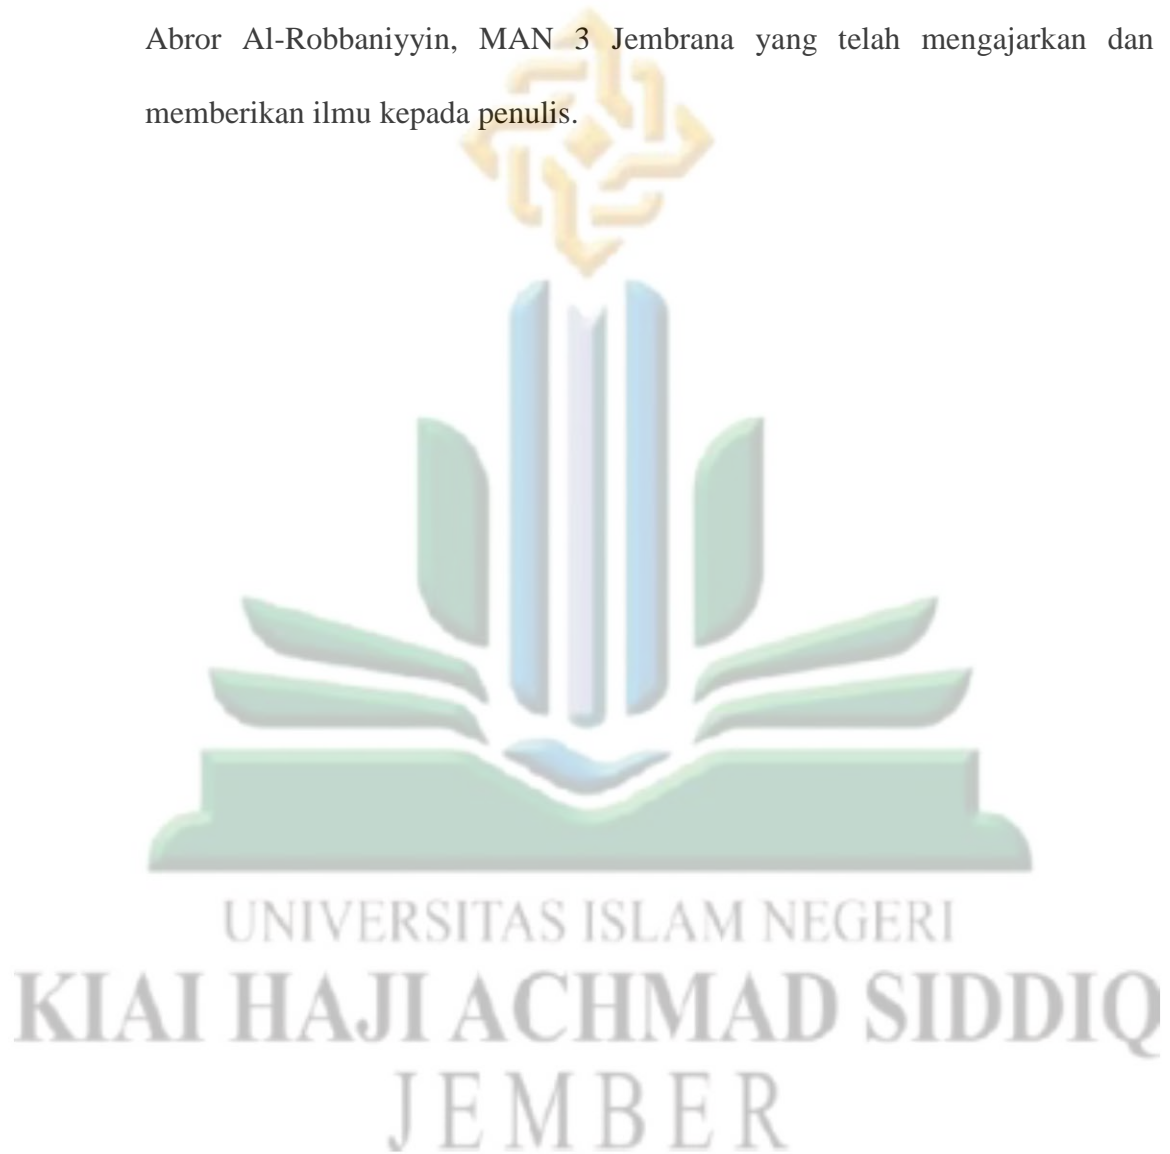 Abror Al-Robbaniyyin, MAN 3 Jembrana yang telah mengajarkan dan
memberikan ilmu kepada penulis.
UNIVERSITAS ISLAM NEGERI
KIAI HAJI ACHMAD SIDDIQ
JEMBER